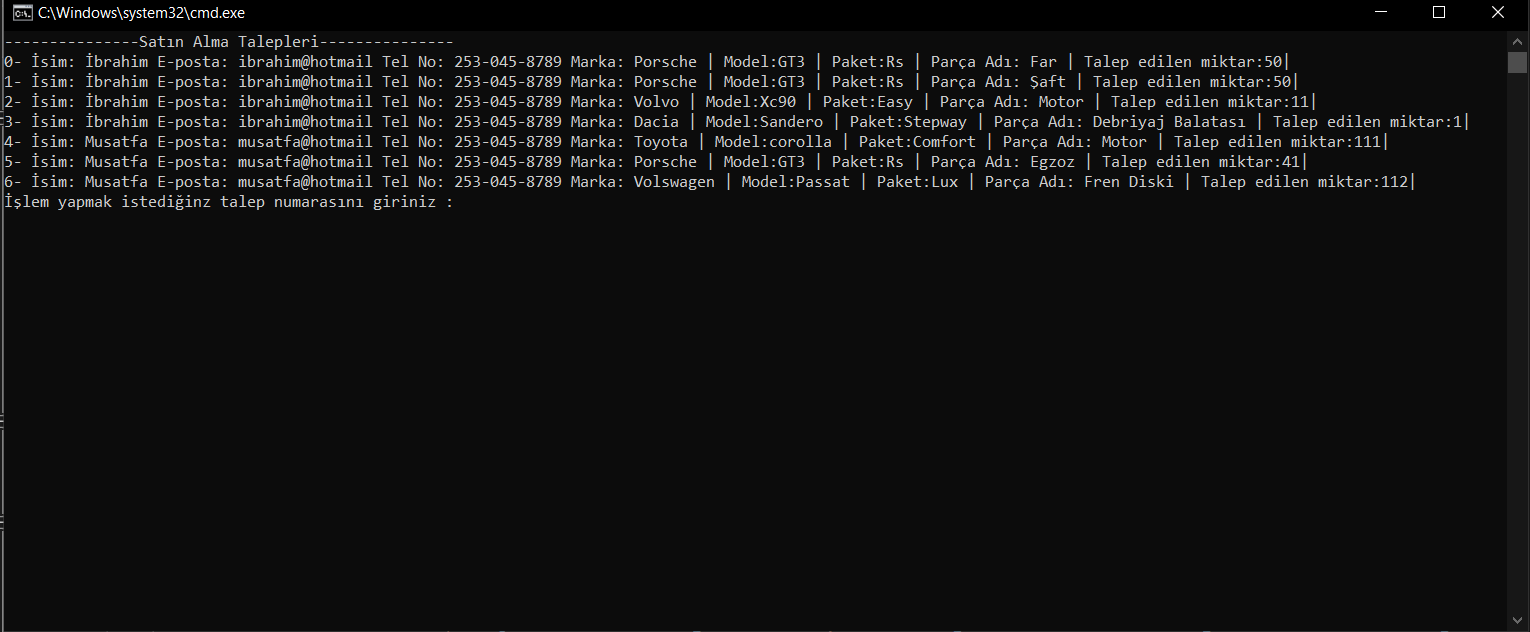 C:\Windows\system32\cmd.exe
---------------Satın Alma Talepleri---------------
0- İsim: İbrahim E-posta: ibrahim@hotmail Tel No: 253-045-8789 Marka: Porsche | Model:GT3 | Paket:Rs | Parça Adı: Far | Talep edilen miktar:50|
1- İsim: İbrahim E-posta: ibrahim@hotmail Tel No: 253-045-8789 Marka: Porsche | Model:GT3 | Paket:Rs | Parça Adı: Şaft | Talep edilen miktar:50|
2- İsim: İbrahim E-posta: ibrahim@hotmail Tel No: 253-045-8789 Marka: Volvo | Model:Xc90 | Paket:Easy | Parça Adı: Motor | Talep edilen miktar:11|
3- İsim: İbrahim E-posta: ibrahim@hotmail Tel No: 253-045-8789 Marka: Dacia | Model:Sandero | Paket:Stepway | Parça Adı: Debriyaj Balatası | Talep edilen miktar:1|
4- İsim: Musatfa E-posta: musatfa@hotmail Tel No: 253-045-8789 Marka: Toyota | Model:corolla | Paket:Comfort | Parça Adı: Motor | Talep edilen miktar:111|
5- İsim: Musatfa E-posta: musatfa@hotmail Tel No: 253-045-8789 Marka: Porsche | Model:GT3 | Paket:Rs | Parça Adı: Egzoz | Talep edilen miktar:41|
6- İsim: Musatfa E-posta: musatfa@hotmail Tel No: 253-045-8789 Marka: Volswagen | Model:Passat | Paket:Lux | Parça Adı: Fren Diski | Talep edilen miktar:112|
İşlem yapmak istediğinz talep numarasını giriniz :